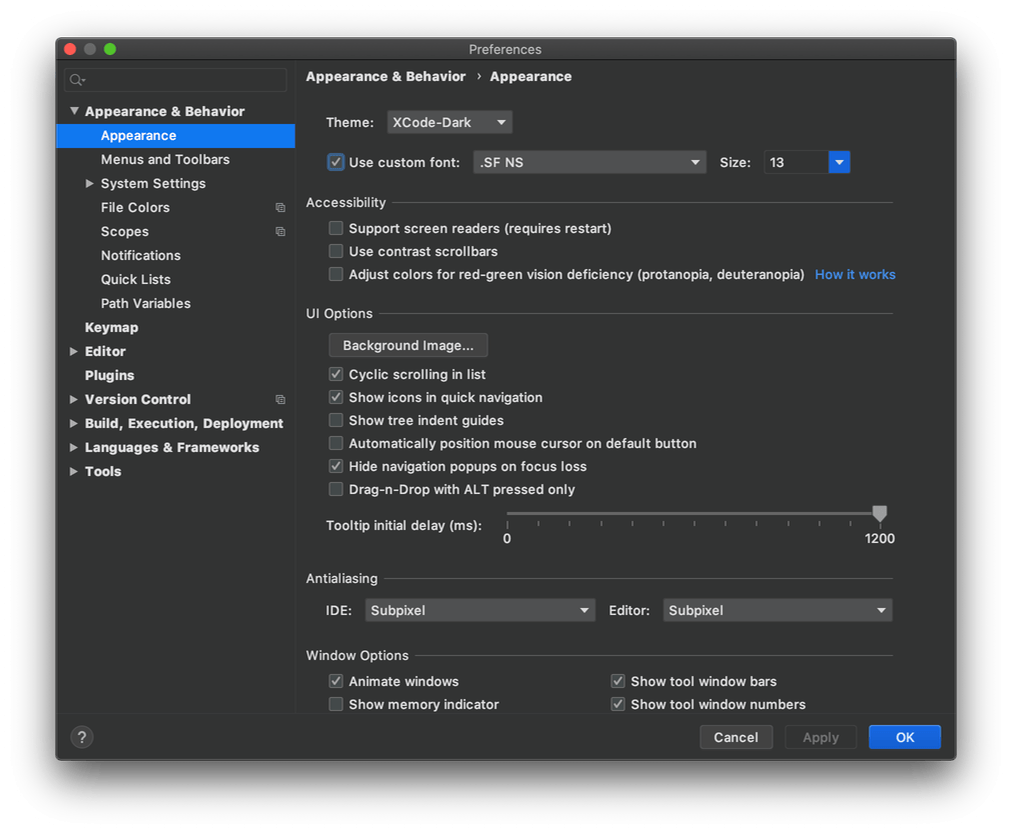 Preferences
Appearance & Behavior
Appearance
Menus and Toolbars
System Settings
File Colors
Scopes
Notifications
Quick Lists
Path Variables
Keymap
Editor
Plugins
Version Control
Build, Execution, Deployment
Languages & Frameworks
Tools
Appearance & Behavior › Appearance
Theme: XCode-Dark
Use custom font: .SF NS Size: 13
Accessibility
Support screen readers (requires restart)
Use contrast scrollbars
Adjust colors for red-green vision deficiency (protanopia, deuteranopia) How it works
UI Options
Background Image...
Cyclic scrolling in list
Show icons in quick navigation
Show tree indent guides
Automatically position mouse cursor on default button
Hide navigation popups on focus loss
Drag-n-Drop with ALT pressed only
Tooltip initial delay (ms):
0 1200
Antialiasing
IDE: Subpixel Editor: Subpixel
Window Options
Animate windows Show tool window bars
Show memory indicator Show tool window numbers
? Cancel Apply OK